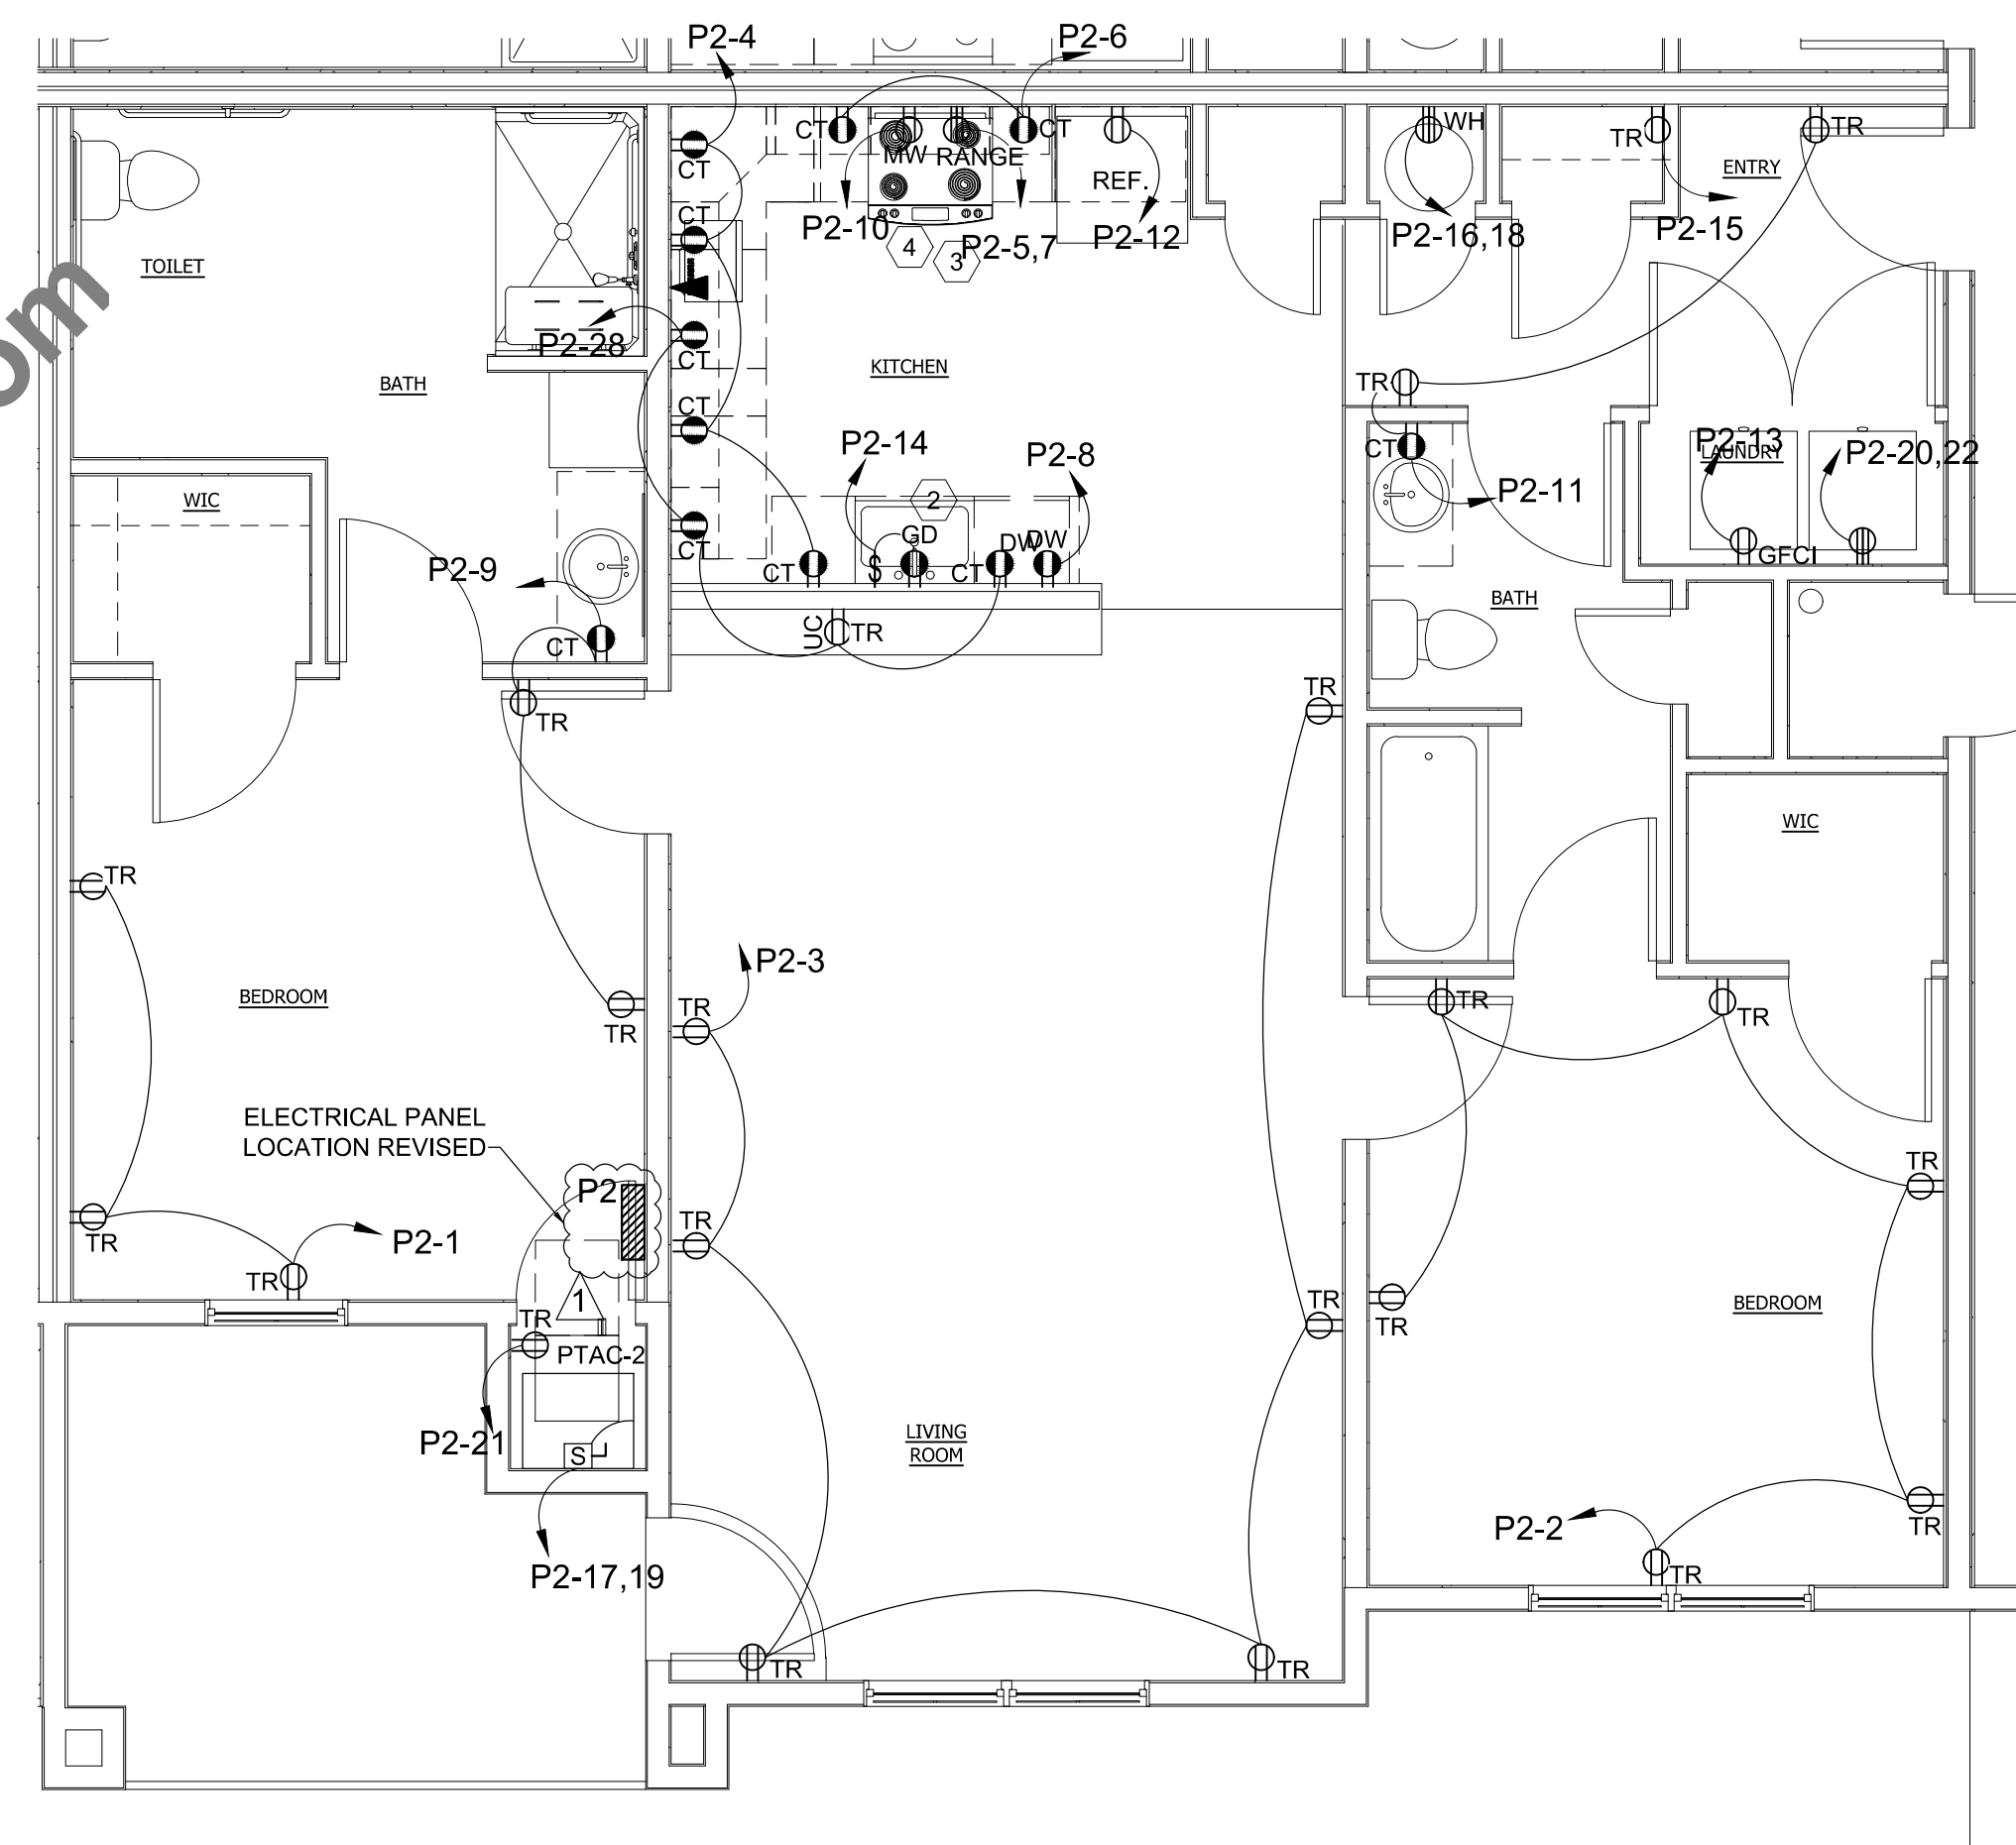 P2-4
P2-6
CT
CT
WH
TR
TR
CT
MW
RANGE
REF.
ENTRY
P2-10
4
3
P2-5,7
P2-12
P2-16,18
P2-15
CT
TOILET
om
P2-28
CT
BATH
KITCHEN
TR
CT
P2-14
P2-8
CT
P2-13
LAUNDRY
P2-20,22
WIC
2
P2-11
GD
DW
DW
CT
CT
$
CT
GFCI
P2-9
BATH
CT
UC
TR
TR
TR
WIC
TR
P2-3
BEDROOM
TR
TR
TR
TR
ELECTRICAL PANEL
LOCATION REVISED
P2
TR
TR
TR
P2-1
TR
1
TR
TR
TR
BEDROOM
PTAC-2
P2-21
S
LIVING
ROOM
P2-2
TR
P2-17,19
TR
TR
TR